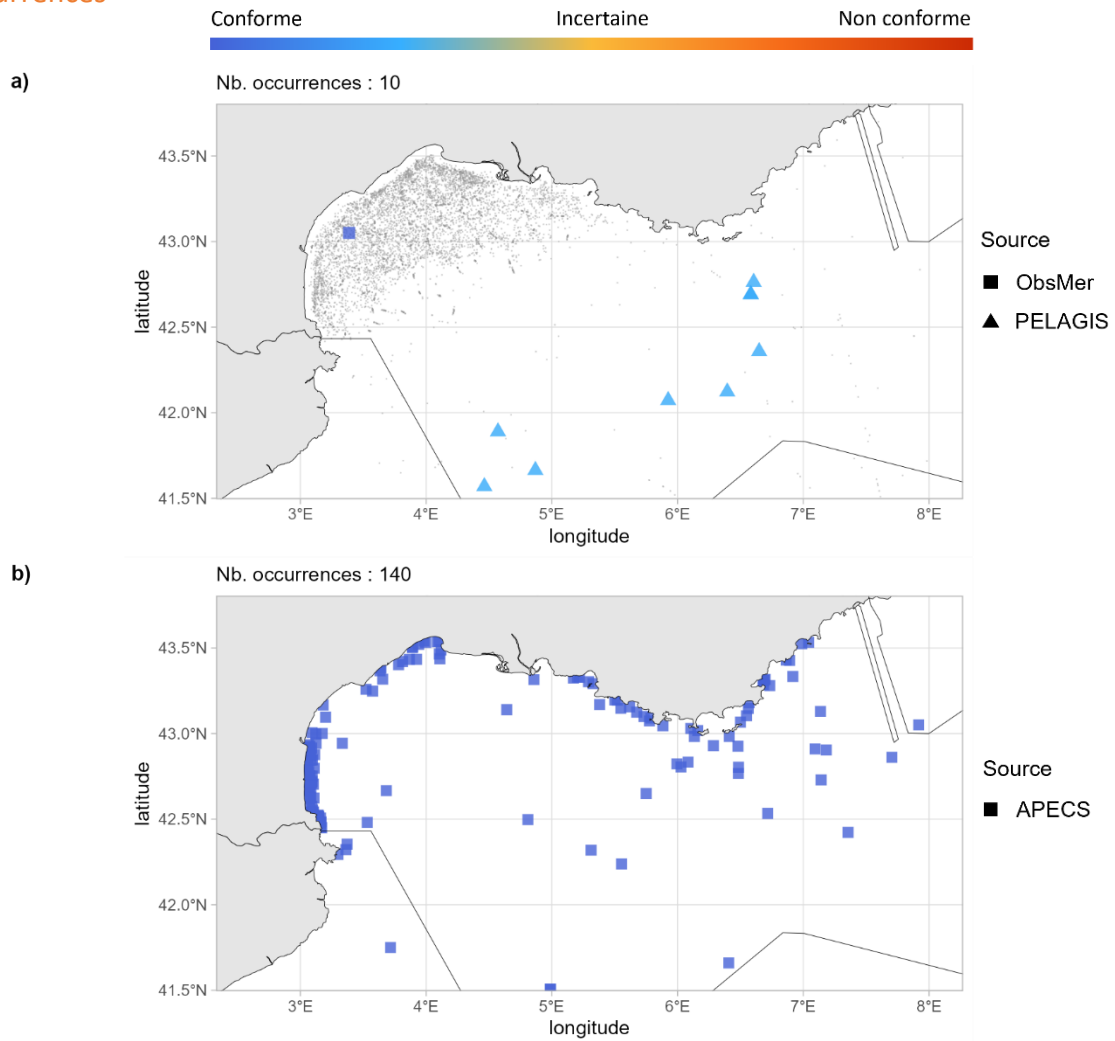 Conforme Incertaine Non conforme
a)
Nb. occurrences : 10
43.5°N
43.0°N
42.5°N
42.0°N
41.5°N
latitude
3°E 4°E 5°E 6°E 7°E 8°E
longitude
Source
ObsMer
PELAGIS
b)
Nb. occurrences : 140
43.5°N
43.0°N
42.5°N
42.0°N
41.5°N
latitude
3°E 4°E 5°E 6°E 7°E 8°E
longitude
Source
APECS